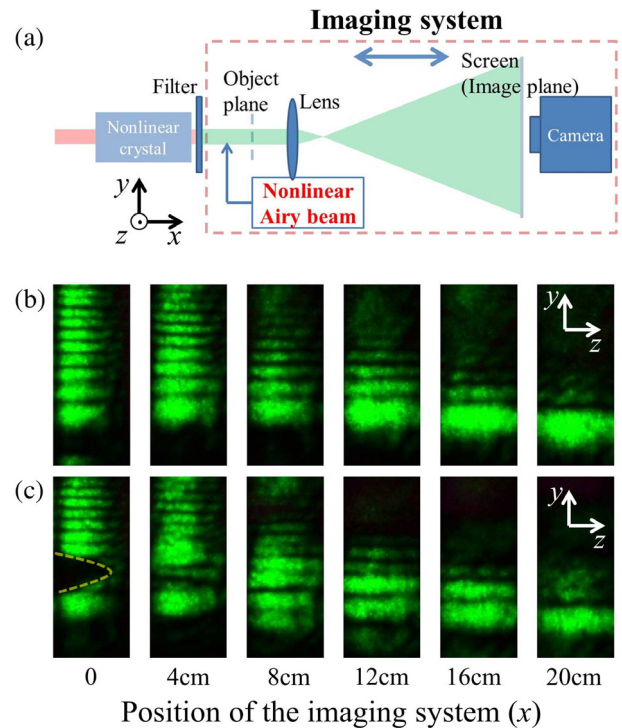 Imaging system
(a)
Filter
Object
plane
Lens
Screen
(Image plane)
Nonlinear
crystal
Camera
Nonlinear
Airy beam
y
z
x
(b)
y
z
(c)
y
z
0 4cm 8cm 12cm 16cm 20cm
Position of the imaging system (x)